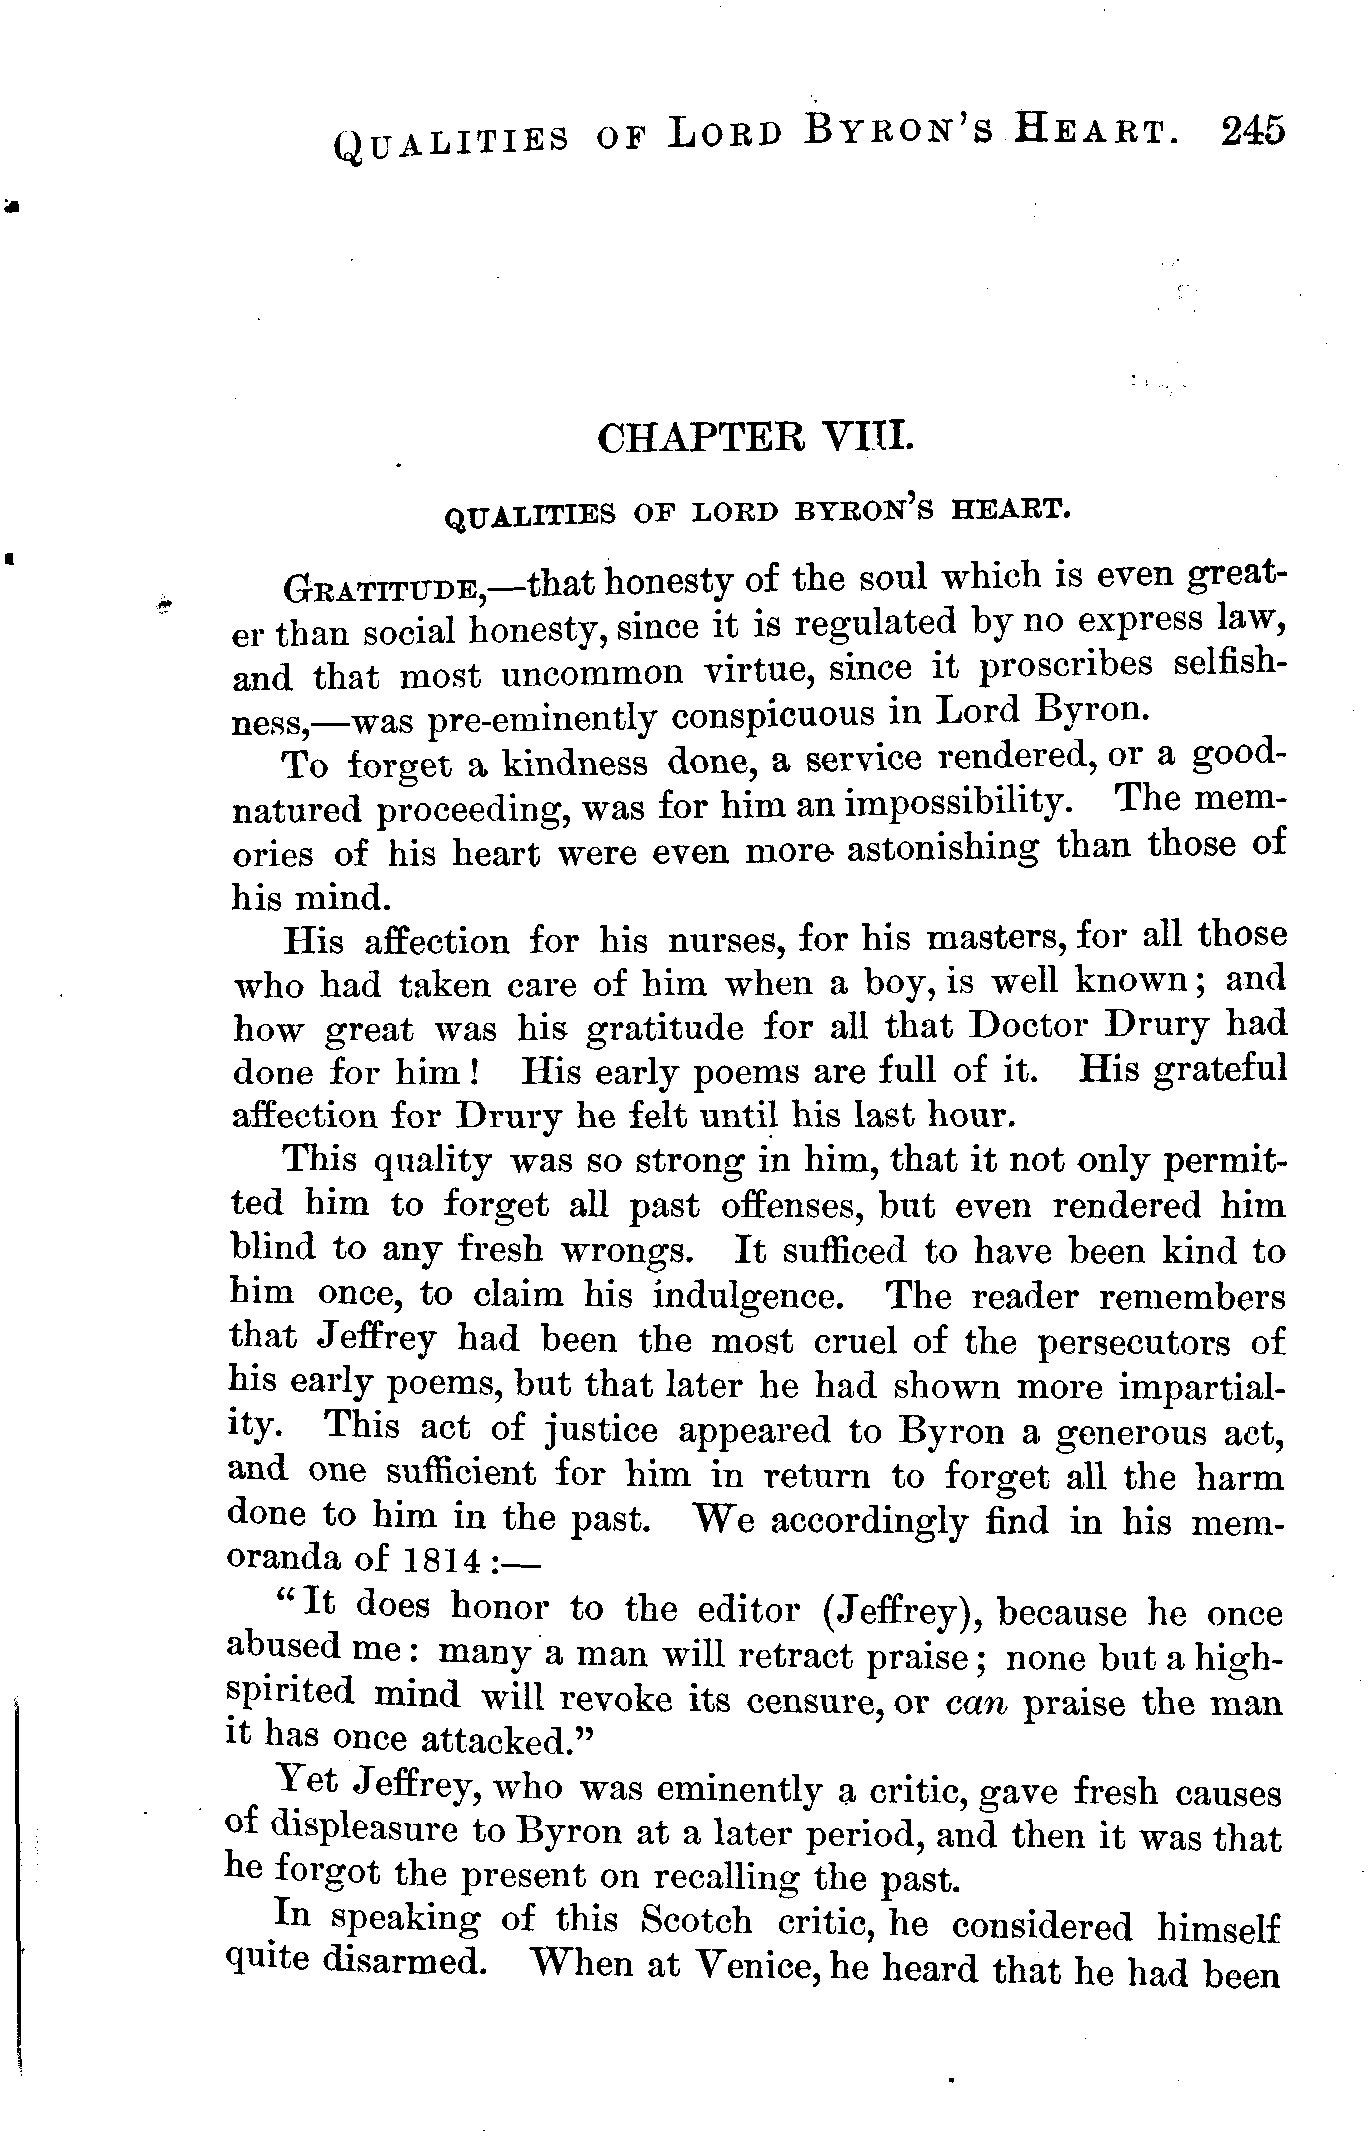 QUALITIES OF LORD BYRON'S HEART. 245
CHAPTER VIII.
QUALITIES OF LORD BYRON'S HEART.
GRATITUDE,—that honesty of the soul which is even great-
er than social honesty, since it is regulated by no express law,
and that most uncommon virtue, since it proscribes selfish-
ness,—was pre-eminently conspicuous in Lord Byron.
To forget a kindness done, a service rendered, or a good-
natured proceeding, was for him an impossibility. The mem-
ories of his heart were even more astonishing than those of
his mind.
His affection for his nurses, for his masters, for all those
who had taken care of him when a boy, is well known; and
how great was his gratitude for all that Doctor Drury had
done for him! His early poems are full of it. His grateful
affection for Drury he felt until his last hour.
This quality was so strong in him, that it not only permit-
ted him to forget all past offenses, but even rendered him
blind to any fresh wrongs. It sufficed to have been kind to
him once, to claim his indulgence. The reader remembers
that Jeffrey had been the most cruel of the persecutors of
his early poems, but that later he had shown more impartial-
ity. This act of justice appeared to Byron a generous act,
and one sufficient for him in return to forget all the harm
done to him in the past. We accordingly find in his mem-
oranda of 1814:—
"It does honor to the editor (Jeffrey), because he once
abused me: many a man will retract praise; none but a high-
spirited mind will revoke its censure, or can praise the man
it has once attacked."
Yet Jeffrey, who was eminently a critic, gave fresh causes
of displeasure to Byron at a later period, and then it was that
he forgot the present on recalling the past.
In speaking of this Scotch critic, he considered himself
quite disarmed. When at Venice, he heard that he had been